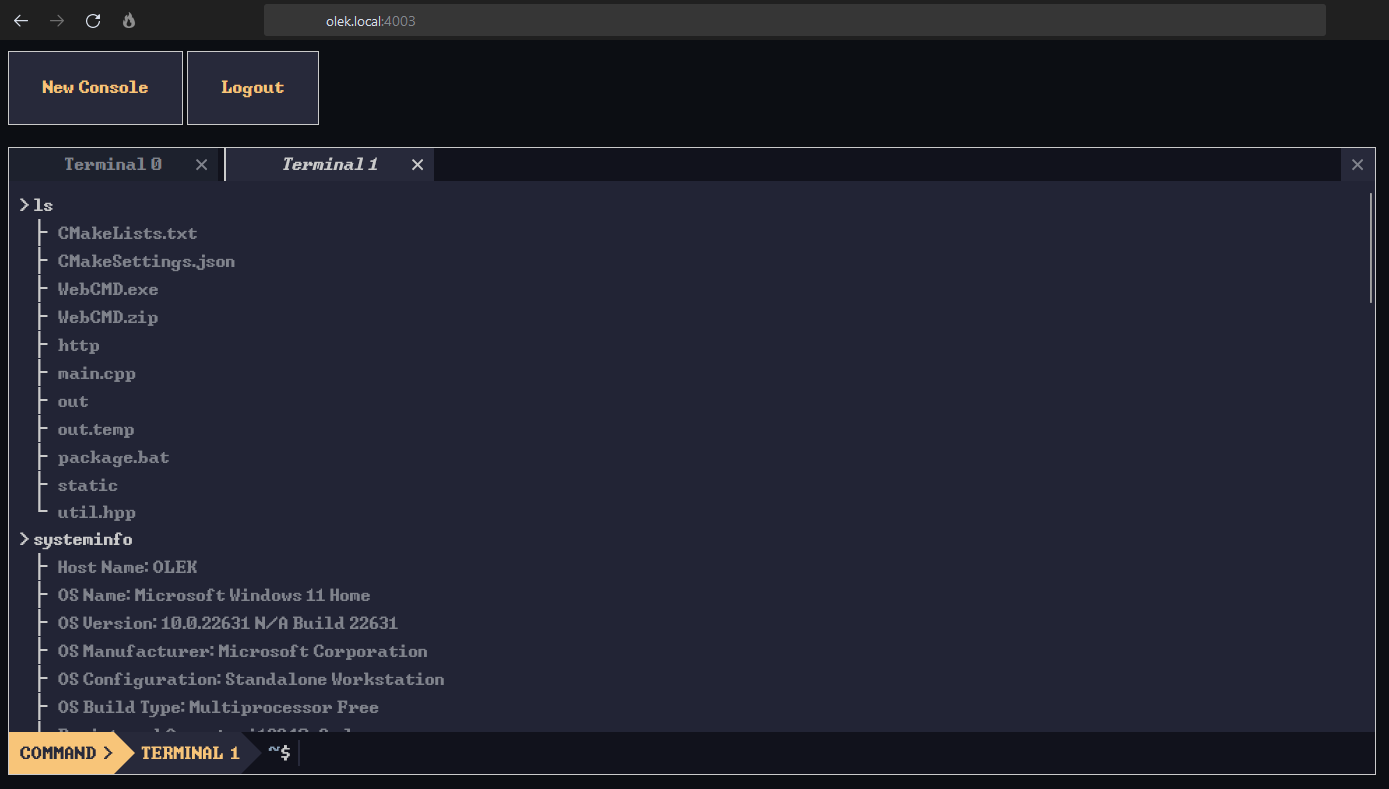 olek.local:4003
New Console
Logout
Terminal 0
Terminal 1
ls
CMakeLists.txt
CMakeSettings.json
WebCMD.exe
WebCMD.zip
http
main.cpp
out
out.temp
package.bat
static
util.hpp
systeminfo
Host Name: OLEK
OS Name: Microsoft Windows 11 Home
OS Version: 10.0.22631 N/A Build 22631
OS Manufacturer: Microsoft Corporation
OS Configuration: Standalone Workstation
OS Build Type: Multiprocessor Free
COMMAND >
TERMINAL 1
~$